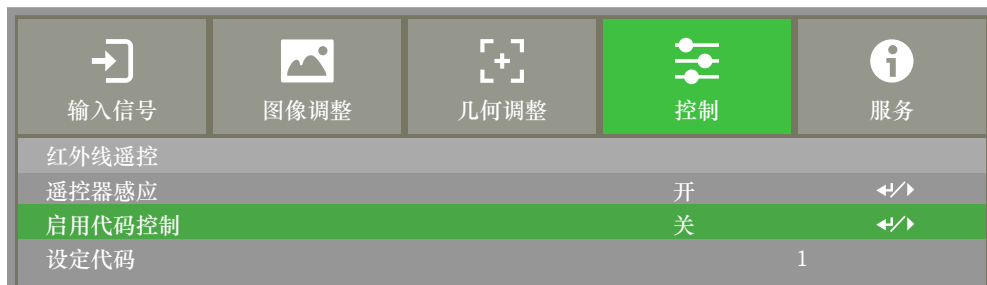 输入信号 图像调整 几何调整 控制 服务
红外线遥控
遥控器感应 开
启用代码控制 关
设定代码 1